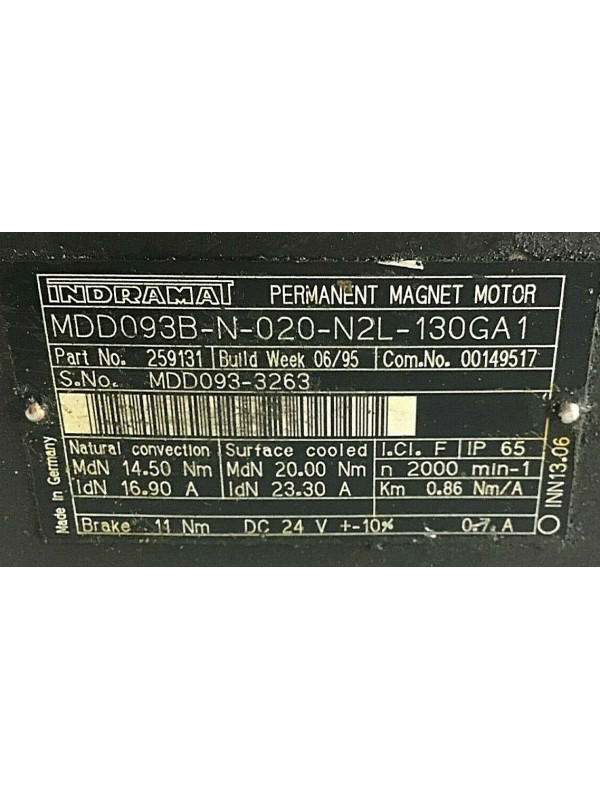 INDRAMAT PERMANENT MAGNET MOTOR
MDD093B-N-020-N2L-130GA1
Part No. 259131 Build Week 06/95 Com.No. 00149517
S.No. MDD093-3263
Natural convection Surface cooled I.Cl. F IP 65
MdN 14.50 Nm MdN 20.00 Nm n 2000 min-1
IdN 16.90 A IdN 23.30 A Km 0.86 Nm/A
Brake 11 Nm DC 24 V +-10% 0.7 A
Made in Germany
INN13.06